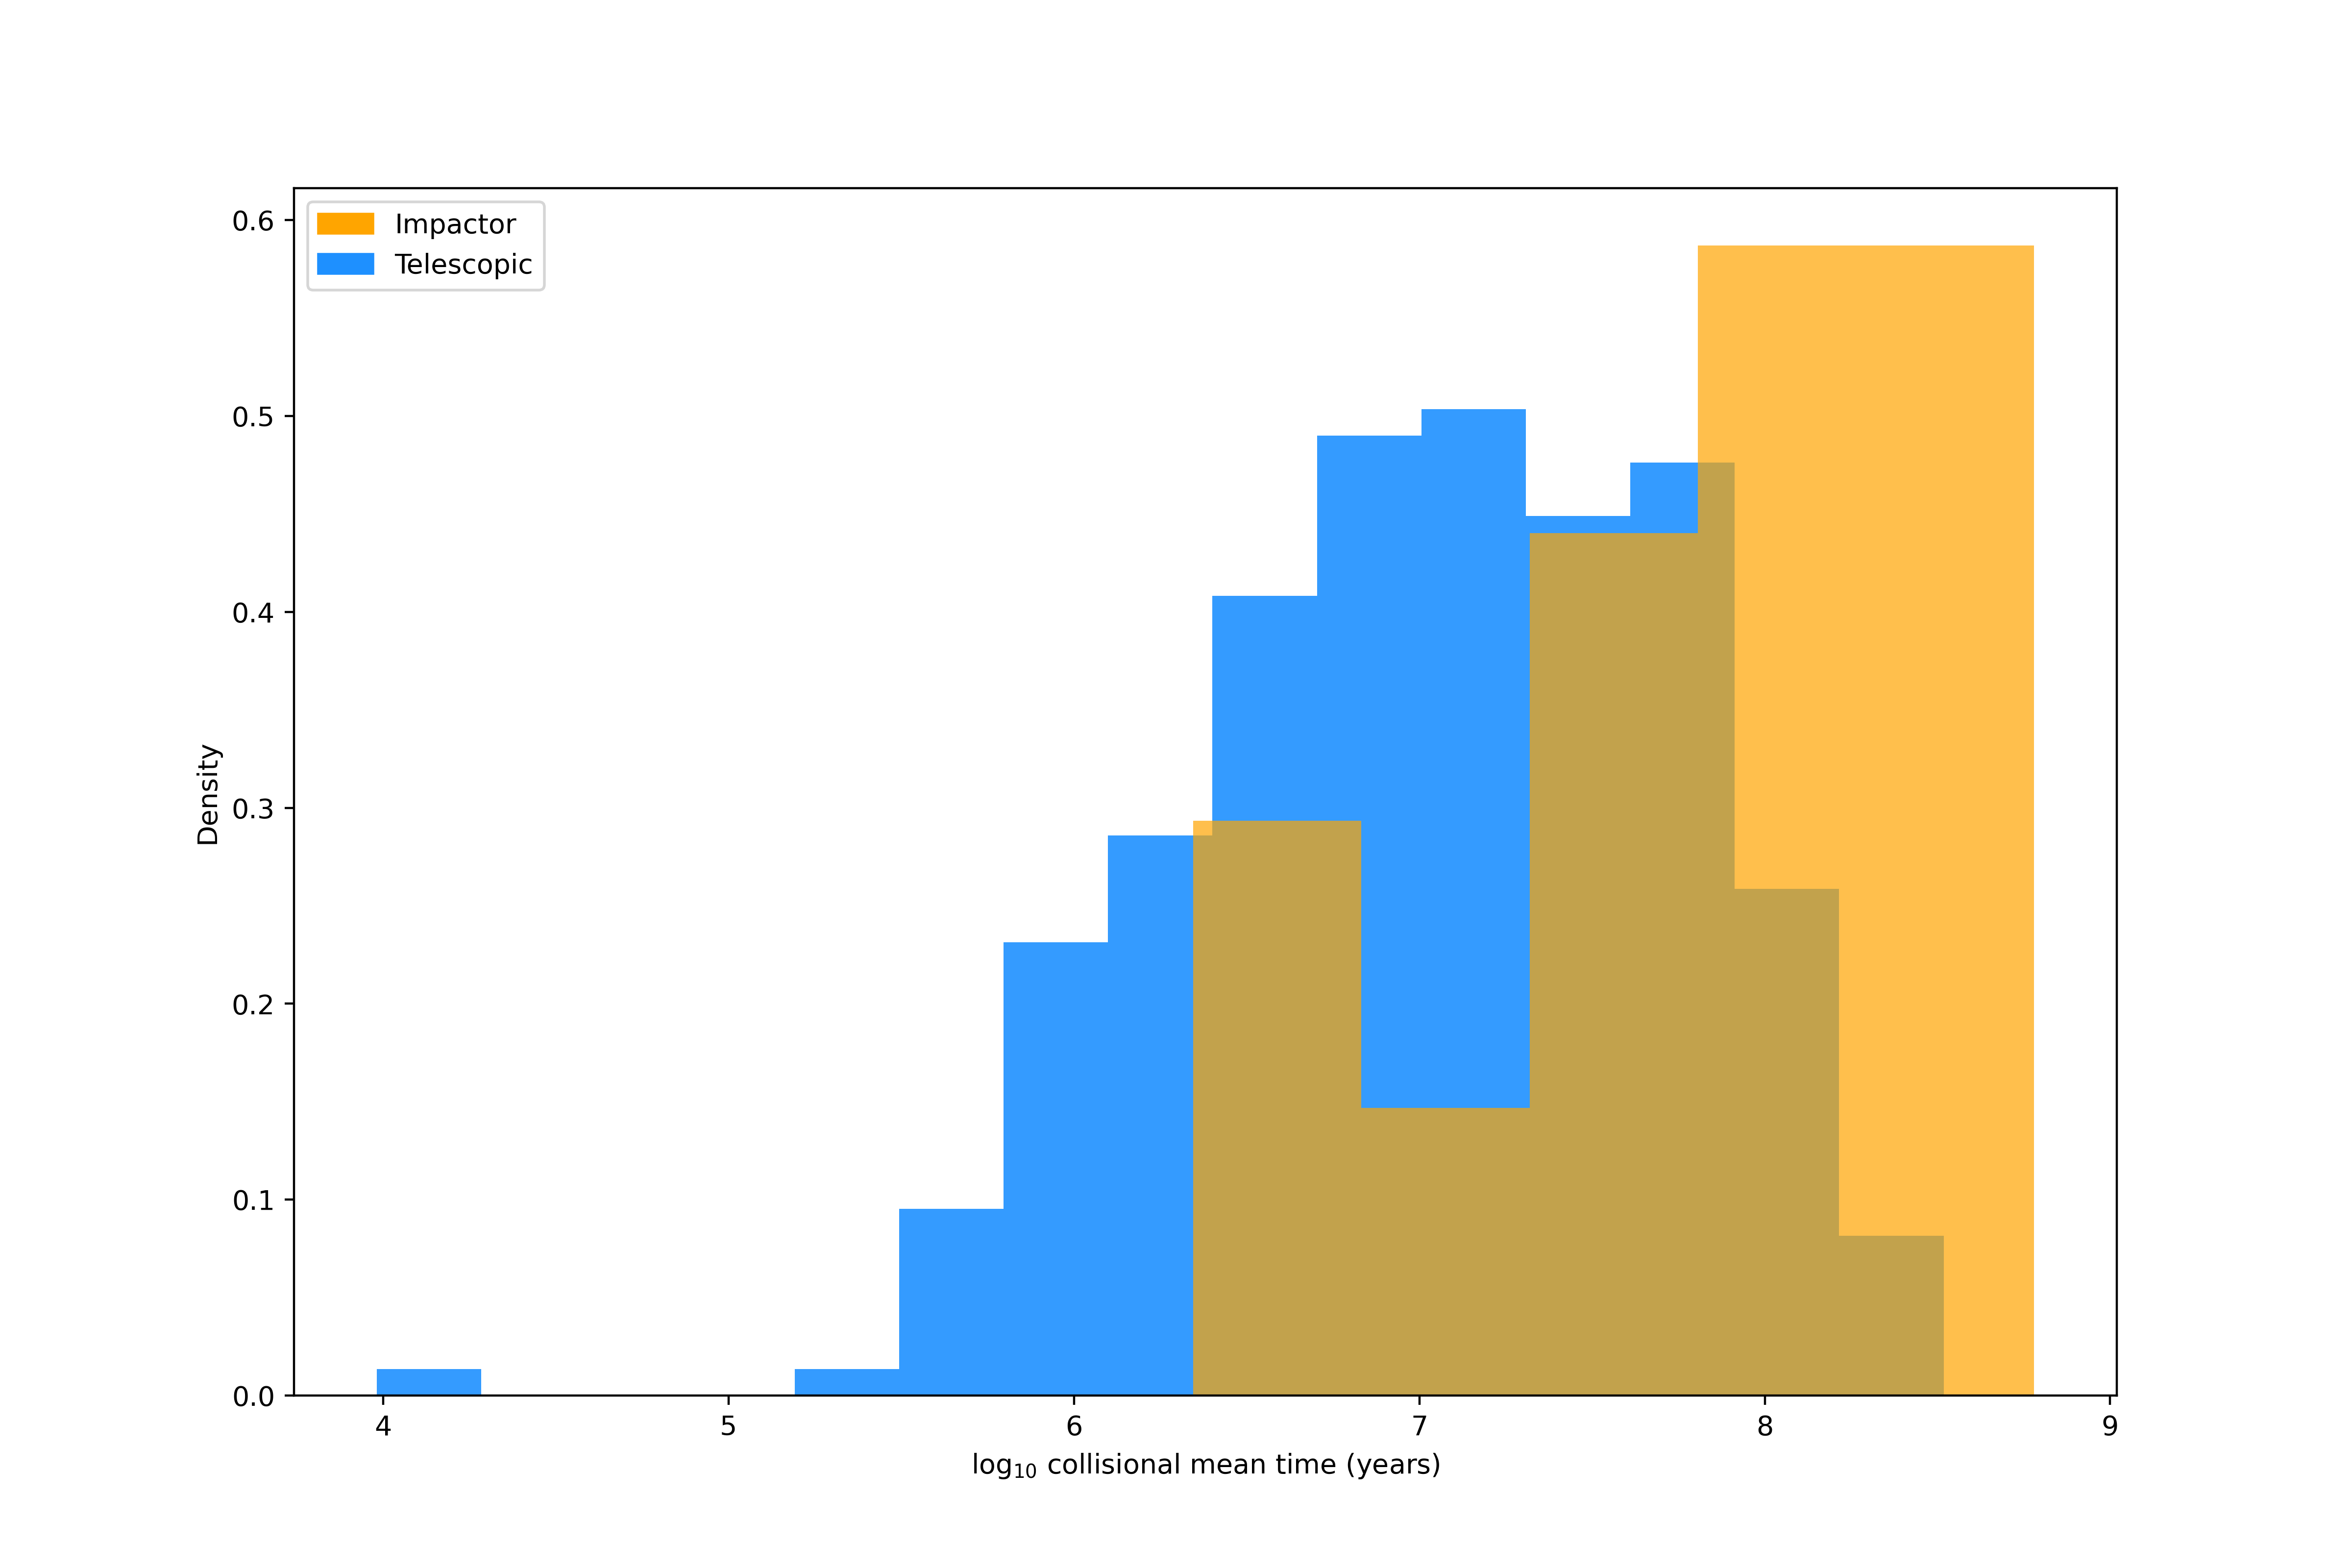 Impactor
Telescopic
0.6
0.5
0.4
0.3
0.2
0.1
0.0
Density
4 5 6 7 8 9
log₁₀ collisional mean time (years)